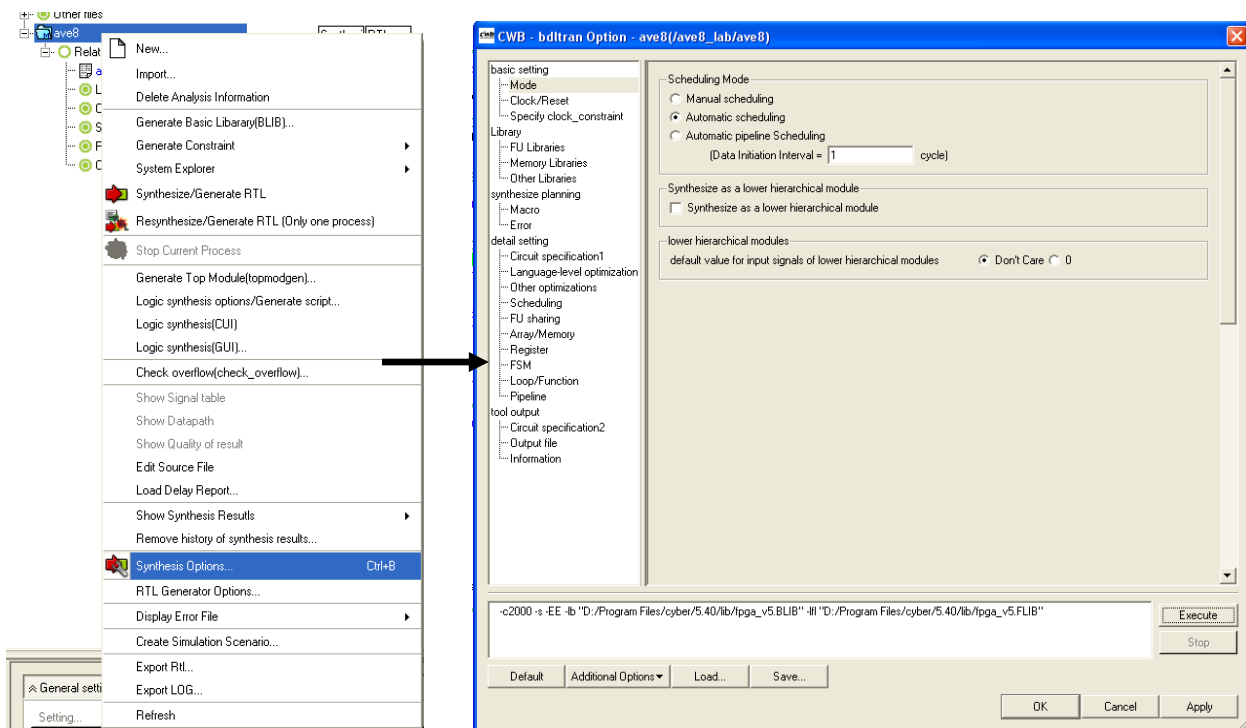 Other files
ave8
Relat
a
L
C
S
F
C
New...
Import...
Delete Analysis Information
Generate Basic Libarary(BLIB)...
Generate Constraint
System Explorer
Synthesize/Generate RTL
Resynthesize/Generate RTL (Only one process)
Stop Current Process
Generate Top Module(topmodgen)...
Logic synthesis options/Generate script...
Logic synthesis(CUI)
Logic synthesis(GUI)...
Check overflow(check_overflow)...
Show Signal table
Show Datapath
Show Quality of result
Edit Source File
Load Delay Report...
Show Synthesis Resutls
Remove history of synthesis results...
Synthesis Options... Ctrl+B
RTL Generator Options...
Display Error File
Create Simulation Scenario...
Export Rtl...
Export LOG...
Refresh
General setti
Setting...
CWB - bdltran Option - ave8(/ave8_lab/ave8)
basic setting
Mode
Clock/Reset
Specify clock_constraint
Library
FU Libraries
Memory Libraries
Other Libraries
synthesize planning
Macro
Error
detail setting
Circuit specification1
Language-level optimization
Other optimizations
Scheduling
FU sharing
Array/Memory
Register
FSM
Loop/Function
Pipeline
tool output
Circuit specification2
Output file
Information
Scheduling Mode
Manual scheduling
Automatic scheduling
Automatic pipeline Scheduling
(Data Initiation Interval = 1 cycle)
Synthesize as a lower hierarchical module
Synthesize as a lower hierarchical module
lower hierarchical modules
default value for input signals of lower hierarchical modules Don't Care 0
-c2000 -s -EE -lb "D:/Program Files/cyber/5.40/lib/fpga_v5.BLIB" -lfl "D:/Program Files/cyber/5.40/lib/fpga_v5.FLIB"
Execute
Stop
Default Additional Options Load... Save...
OK Cancel Apply